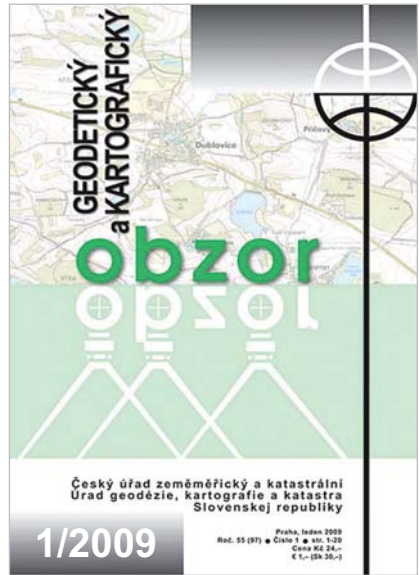 GEODETICKÝ
a KARTOGRAFICKÝ
obzor
Dublovice
Příčovy
Český úřad zeměměřický a katastrální
Úrad geodézie, kartografie a katastra
Slovenskej republiky
Praha, leden 2009
Roč. 55 (97) ● Číslo 1 ● str. 1–20
Cena Kč 24,–
€ 1,– (Sk 30,–)
1/2009